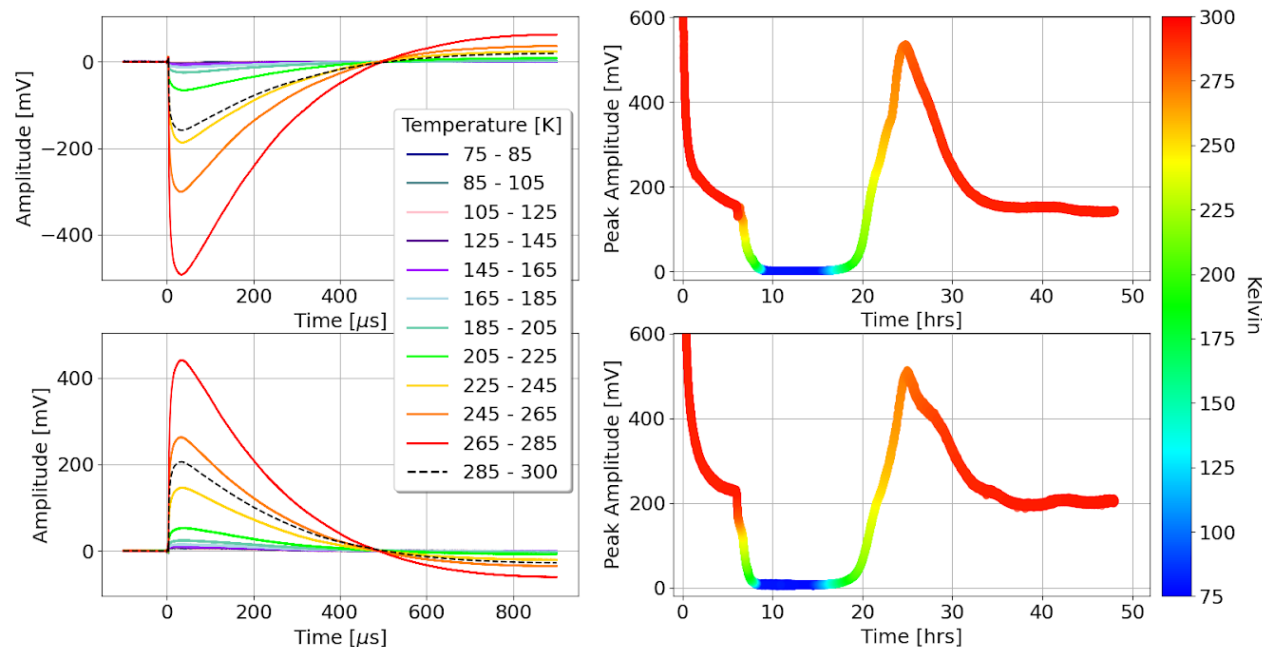 Amplitude [mV]
0
−200
−400
0
200
400
Time [μs]
Temperature [K]
75 - 85
85 - 105
105 - 125
125 - 145
145 - 165
165 - 185
185 - 205
205 - 225
225 - 245
245 - 265
265 - 285
285 - 300
Peak Amplitude [mV]
600
400
200
0
0
10
20
30
40
50
Time [hrs]
Amplitude [mV]
400
200
0
0
200
400
600
800
Time [μs]
Peak Amplitude [mV]
600
400
200
0
0
10
20
30
40
50
Time [hrs]
300
275
250
225
200
175
150
125
100
75
Kelvin